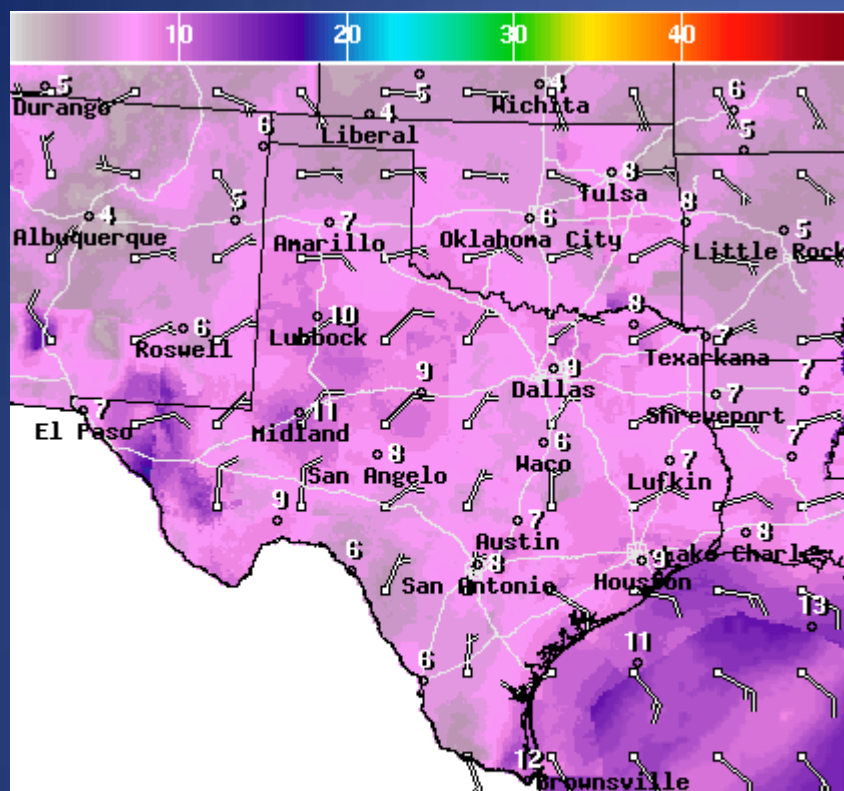 10 20 30 40
5 5 4 6
Durango Wichita
4
Liberal
6 5
8
Tulsa
4 5 7 6 8 5
Albuquerque Amarillo Oklahoma City Little Rock
10 8
6 7
Roswell Lubbock Texarkana
9 9 7
Dallas
7 11 Shreveport
El Paso Midland 6 7
8 Waco 7
San Angelo Lufkin
9 7 8
Austin
6 8 9 Lake Charles
San Antonio Houston
13
11
6
12
Brownsville